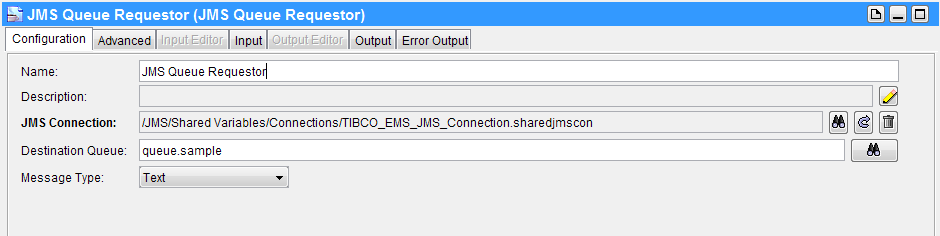 JMS Queue Requestor (JMS Queue Requestor)
Configuration Advanced Input Editor Input Output Editor Output Error Output
Name: JMS Queue Requestor
Description:
JMS Connection: /JMS/Shared Variables/Connections/TIBCO_EMS_JMS_Connection.sharedjmscon
Destination Queue: queue.sample
Message Type: Text